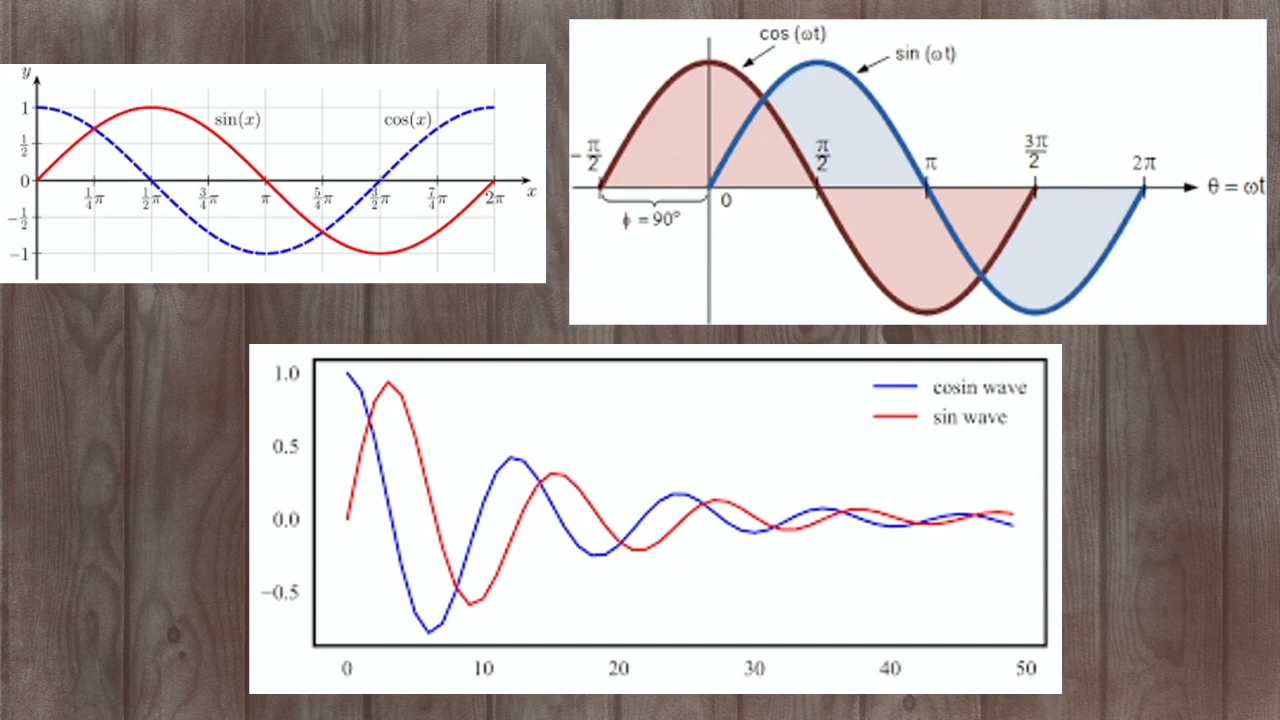 y
1
sin(x)
cos(x)
1/2
0
1/4π
1/2π
3/4π
π
5/4π
3/2π
7/4π
2π
x
−1/2
−1
cos (ωt)
sin (ωt)
−π/2
π/2
π
3π/2
2π
θ = ωt
ϕ = 90°
0
1.0
cosin wave
sin wave
0.5
0.0
−0.5
0 10 20 30 40 50